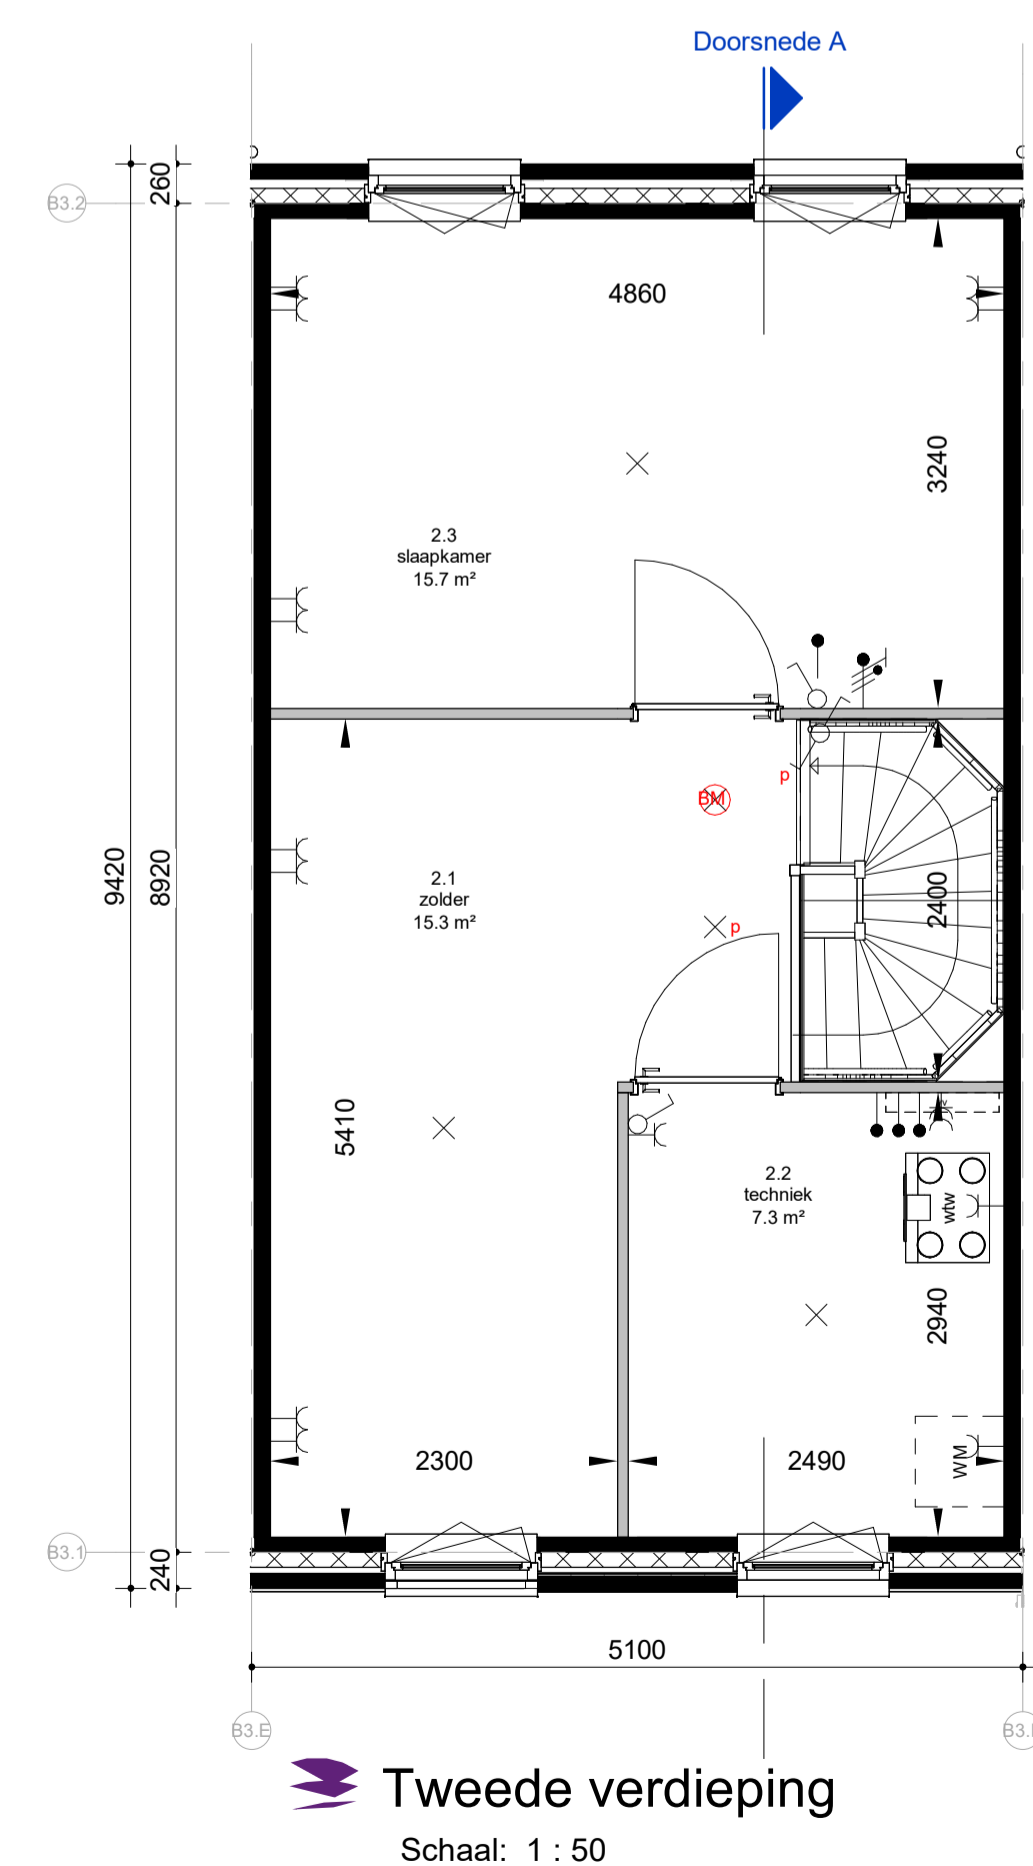 Doorsnede A
260
B3.2
4860
3240
2.3
slaapkamer
15.7 m²
p
BM
2.1
zolder
15.3 m²
p
2400
9420
8920
5410
2.2
techniek
7.3 m²
wtw
2940
2300
2490
WM
B3.1
240
5100
B3.E
B3.
Tweede verdieping
Schaal: 1 : 50